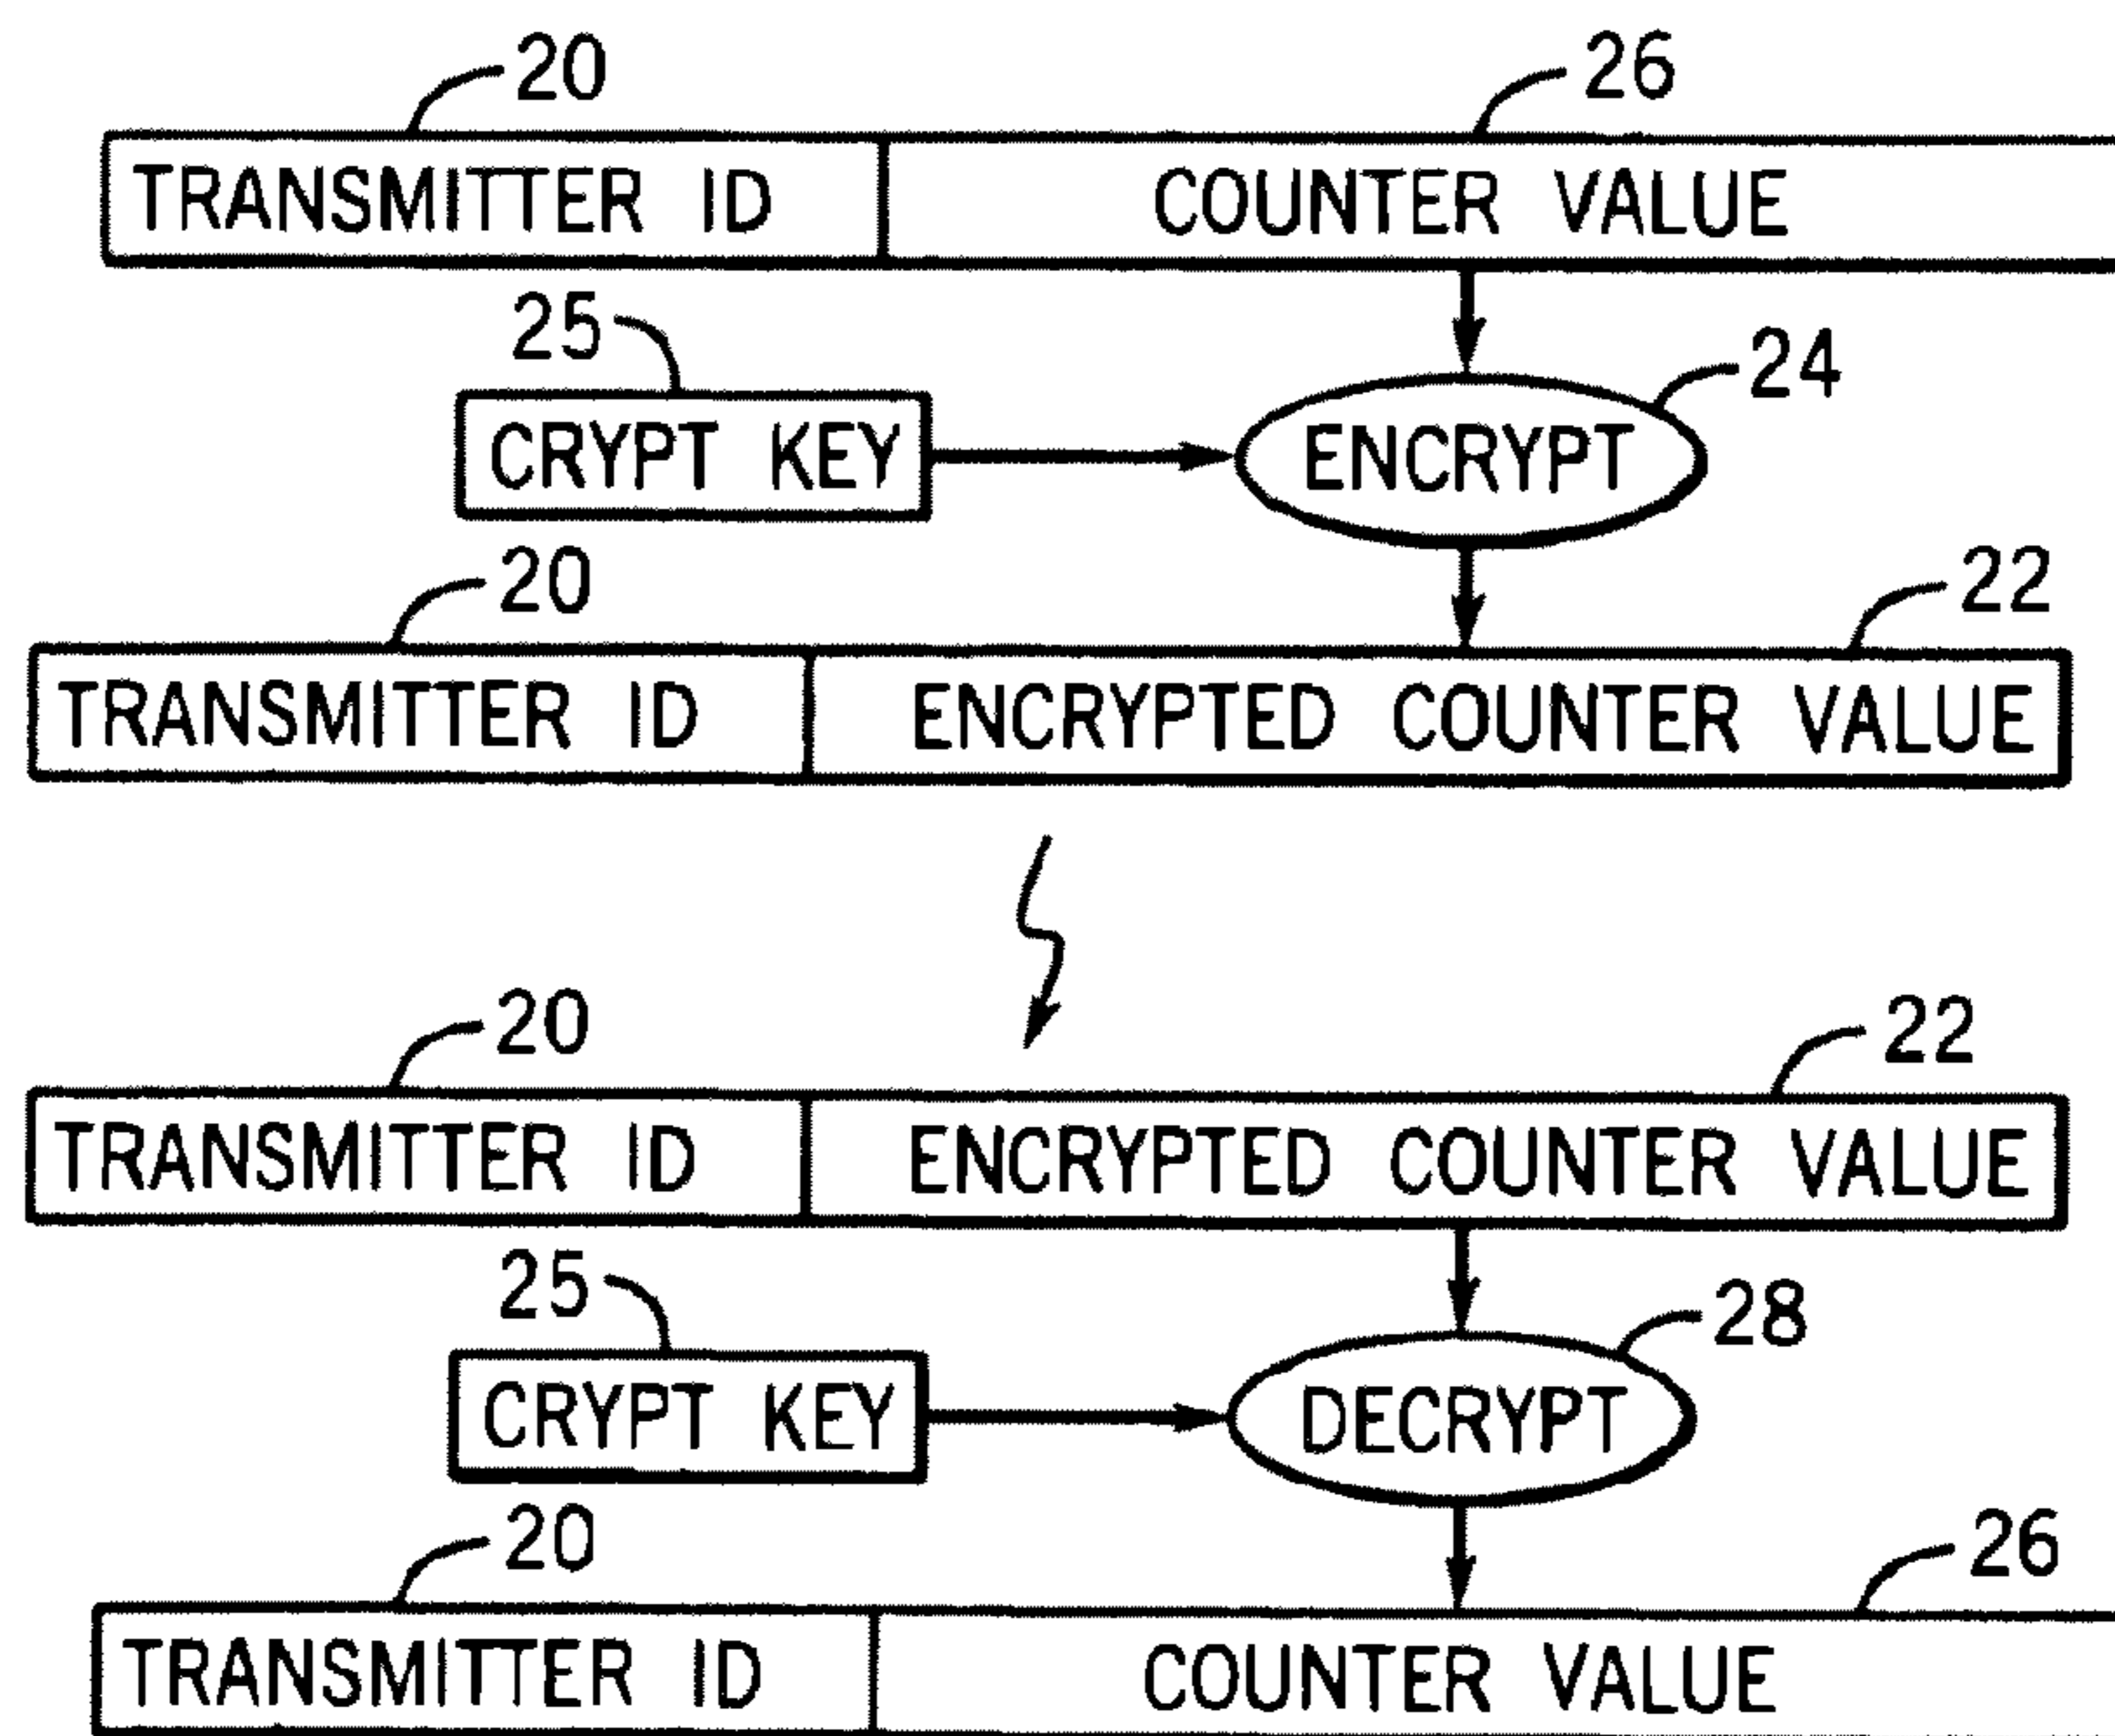 20 26
TRANSMITTER ID COUNTER VALUE
25 24
CRYPT KEY ENCRYPT
20 22
TRANSMITTER ID ENCRYPTED COUNTER VALUE
20 22
TRANSMITTER ID ENCRYPTED COUNTER VALUE
25 28
CRYPT KEY DECRYPT
20 26
TRANSMITTER ID COUNTER VALUE